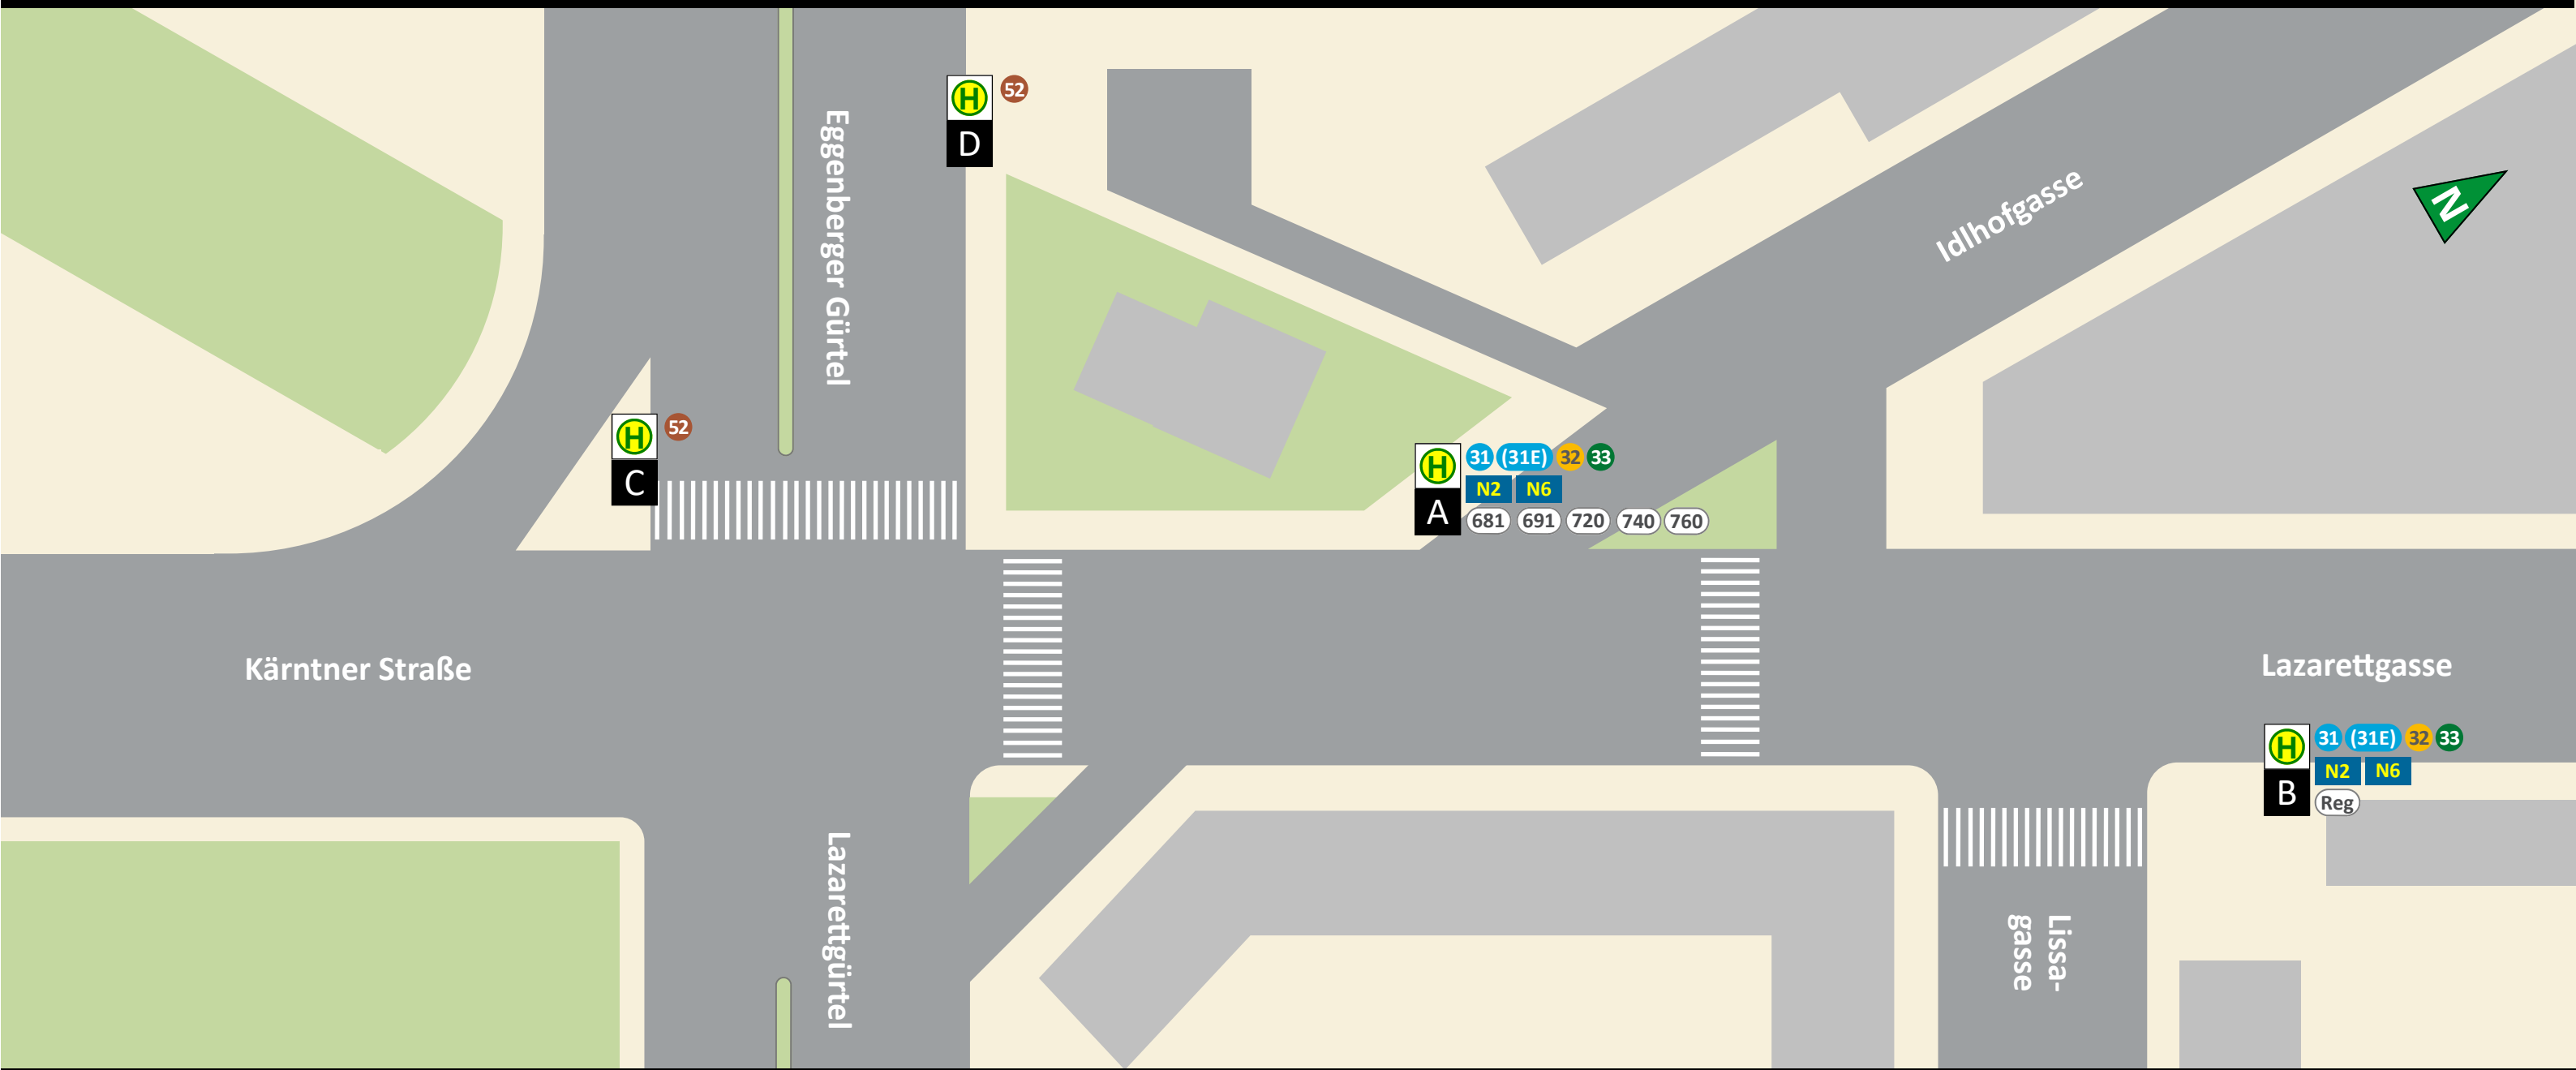 H 52
D
Eggenberger Gürtel
Idlhofgasse
N
H 52
C
H 31 (31E) 32 33
N2 N6
A 681 691 720 740 760
Kärntner Straße
Lazarettgasse
H 31 (31E) 32 33
N2 N6
B Reg
Lazarettgürtel
Lissa-
gasse